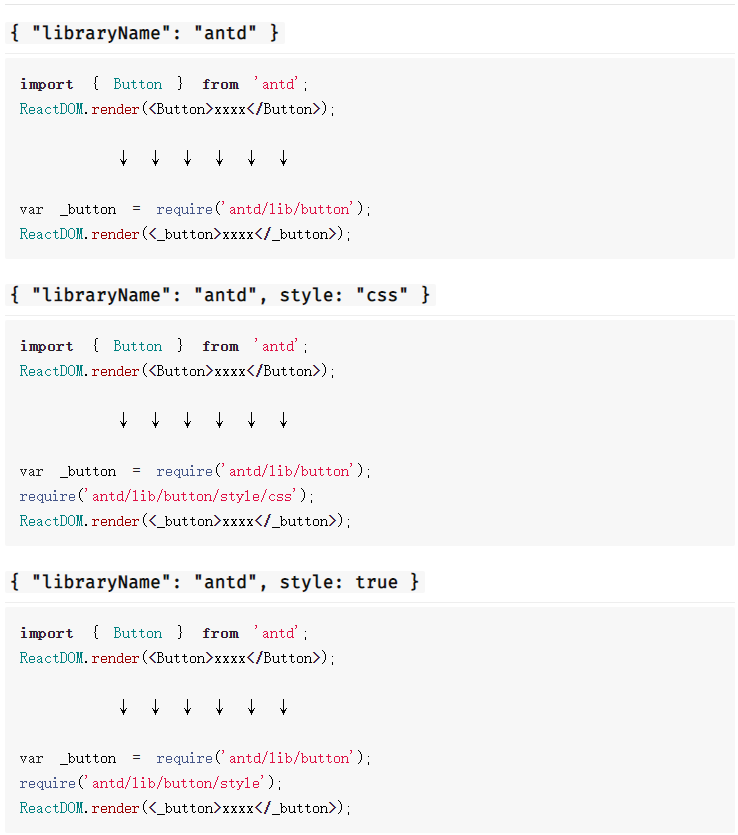 { "libraryName": "antd" }
import { Button } from 'antd';
ReactDOM.render(<Button>xxxx</Button>);
↓ ↓ ↓ ↓ ↓ ↓
var _button = require('antd/lib/button');
ReactDOM.render(<_button>xxxx</_button>);
{ "libraryName": "antd", style: "css" }
import { Button } from 'antd';
ReactDOM.render(<Button>xxxx</Button>);
↓ ↓ ↓ ↓ ↓ ↓
var _button = require('antd/lib/button');
require('antd/lib/button/style/css');
ReactDOM.render(<_button>xxxx</_button>);
{ "libraryName": "antd", style: true }
import { Button } from 'antd';
ReactDOM.render(<Button>xxxx</Button>);
↓ ↓ ↓ ↓ ↓ ↓
var _button = require('antd/lib/button');
require('antd/lib/button/style');
ReactDOM.render(<_button>xxxx</_button>);